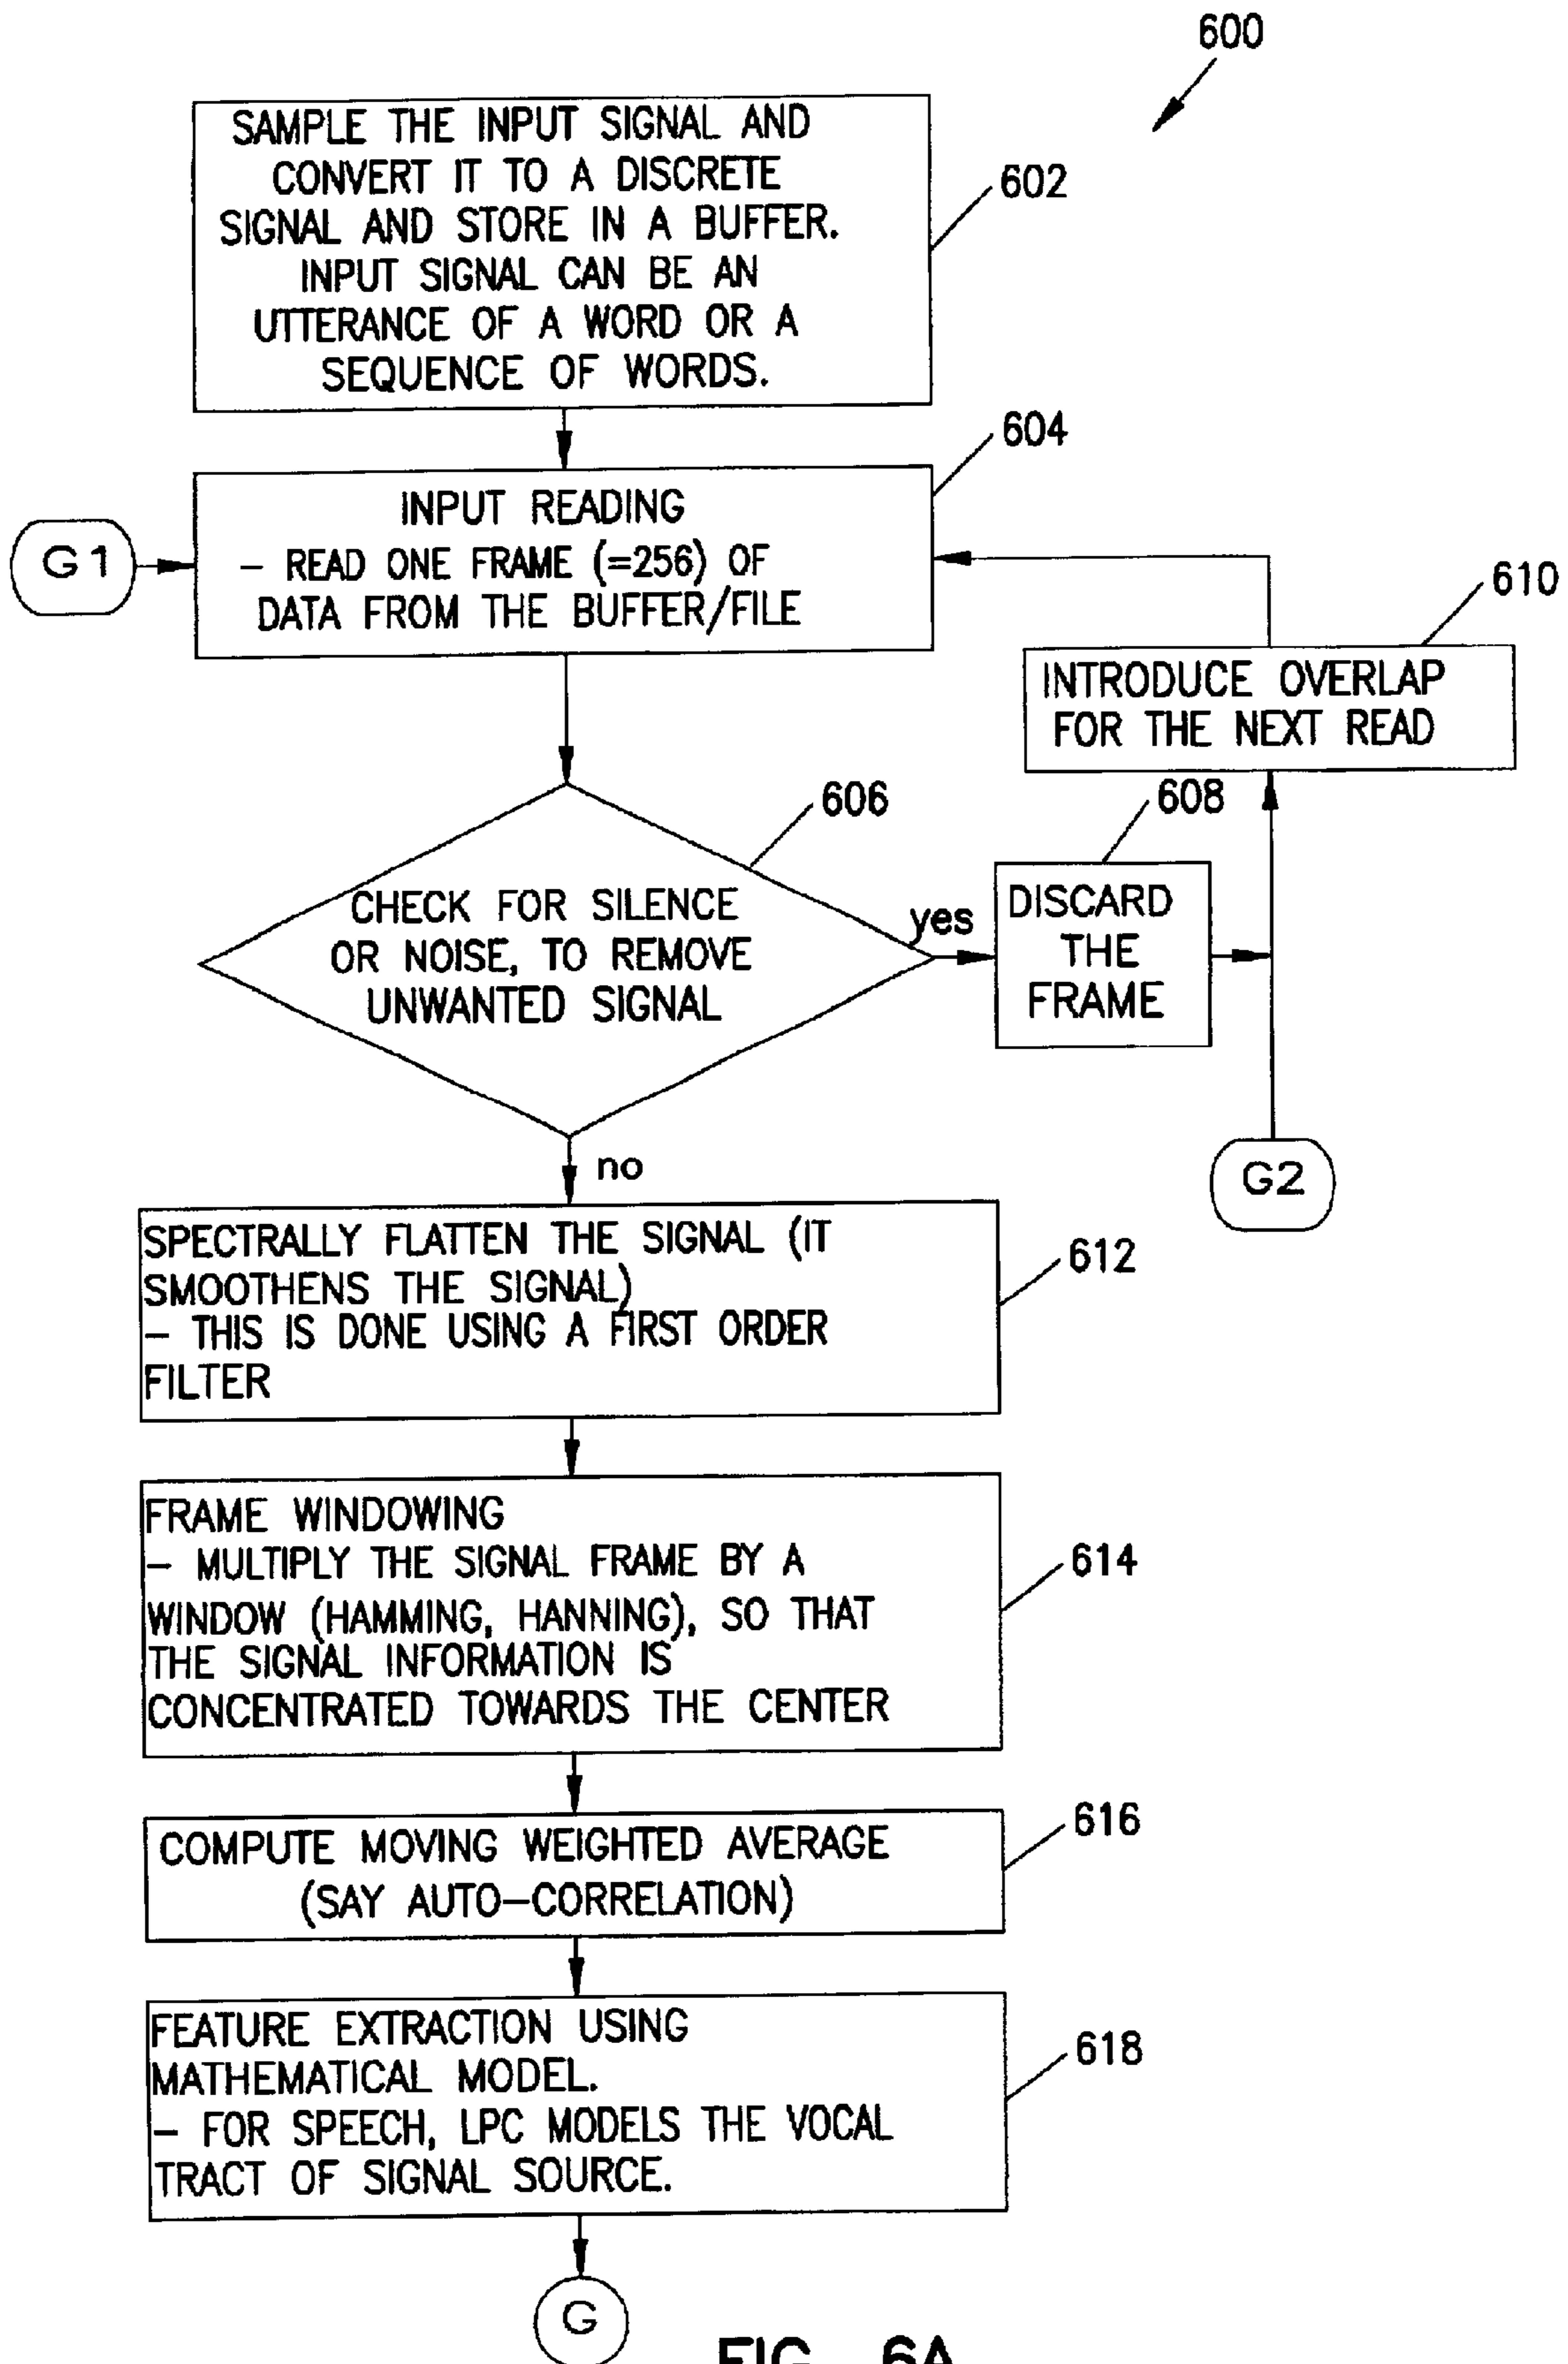 600
SAMPLE THE INPUT SIGNAL AND
CONVERT IT TO A DISCRETE
SIGNAL AND STORE IN A BUFFER.
INPUT SIGNAL CAN BE AN
UTTERANCE OF A WORD OR A
SEQUENCE OF WORDS.
602
604
INPUT READING
– READ ONE FRAME (=256) OF
DATA FROM THE BUFFER/FILE
G1
610
INTRODUCE OVERLAP
FOR THE NEXT READ
606
608
CHECK FOR SILENCE
OR NOISE, TO REMOVE
UNWANTED SIGNAL
yes
DISCARD
THE
FRAME
no
G2
SPECTRALLY FLATTEN THE SIGNAL (IT
SMOOTHENS THE SIGNAL)
– THIS IS DONE USING A FIRST ORDER
FILTER
612
FRAME WINDOWING
– MULTIPLY THE SIGNAL FRAME BY A
WINDOW (HAMMING, HANNING), SO THAT
THE SIGNAL INFORMATION IS
CONCENTRATED TOWARDS THE CENTER
614
COMPUTE MOVING WEIGHTED AVERAGE
(SAY AUTO–CORRELATION)
616
FEATURE EXTRACTION USING
MATHEMATICAL MODEL.
– FOR SPEECH, LPC MODELS THE VOCAL
TRACT OF SIGNAL SOURCE.
618
G
FIG. 6A